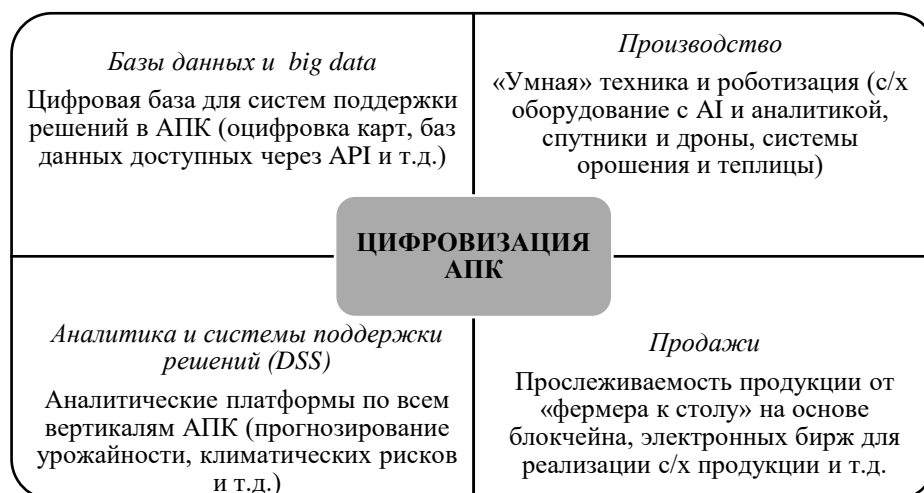 Базы данных и big data
Цифровая база для систем поддержки
решений в АПК (оцифровка карт, баз
данных доступных через API и т.д.)
Производство
«Умная» техника и роботизация (с/х
оборудование с AI и аналитикой,
спутники и дроны, системы
орошения и теплицы)
ЦИФРОВИЗАЦИЯ
АПК
Аналитика и системы поддержки
решений (DSS)
Аналитические платформы по всем
вертикалям АПК (прогнозирование
урожайности, климатических рисков
и т.д.)
Продажи
Прослеживаемость продукции от
«фермера к столу» на основе
блокчейна, электронных бирж для
реализации с/х продукции и т.д.